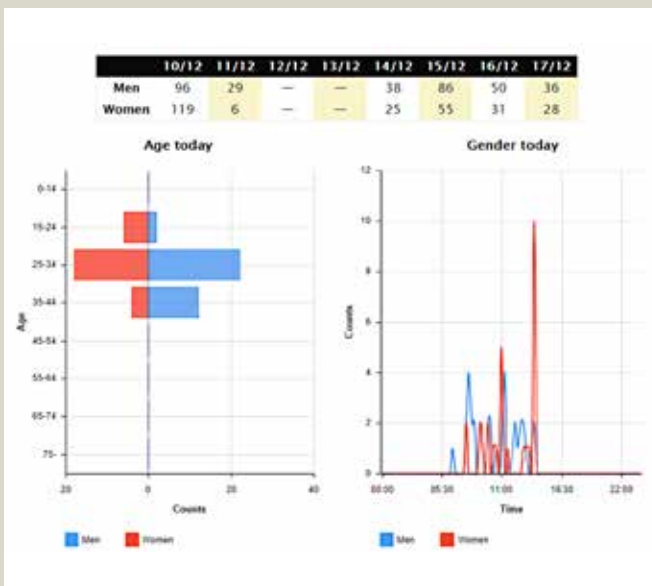 10/12 11/12 12/12 13/12 14/12 15/12 16/12 17/12
Men 96 29 — — 38 86 50 36
Women 119 6 — — 25 55 31 28
Age today
Age
0-14
15-24
25-34
35-44
45-54
55-64
65-74
75-
20 0 20 40
Counts
Men Women
Gender today
Counts
12
10
8
6
4
2
0
00:00 05:30 11:00 16:30 22:00
Time
Men Women